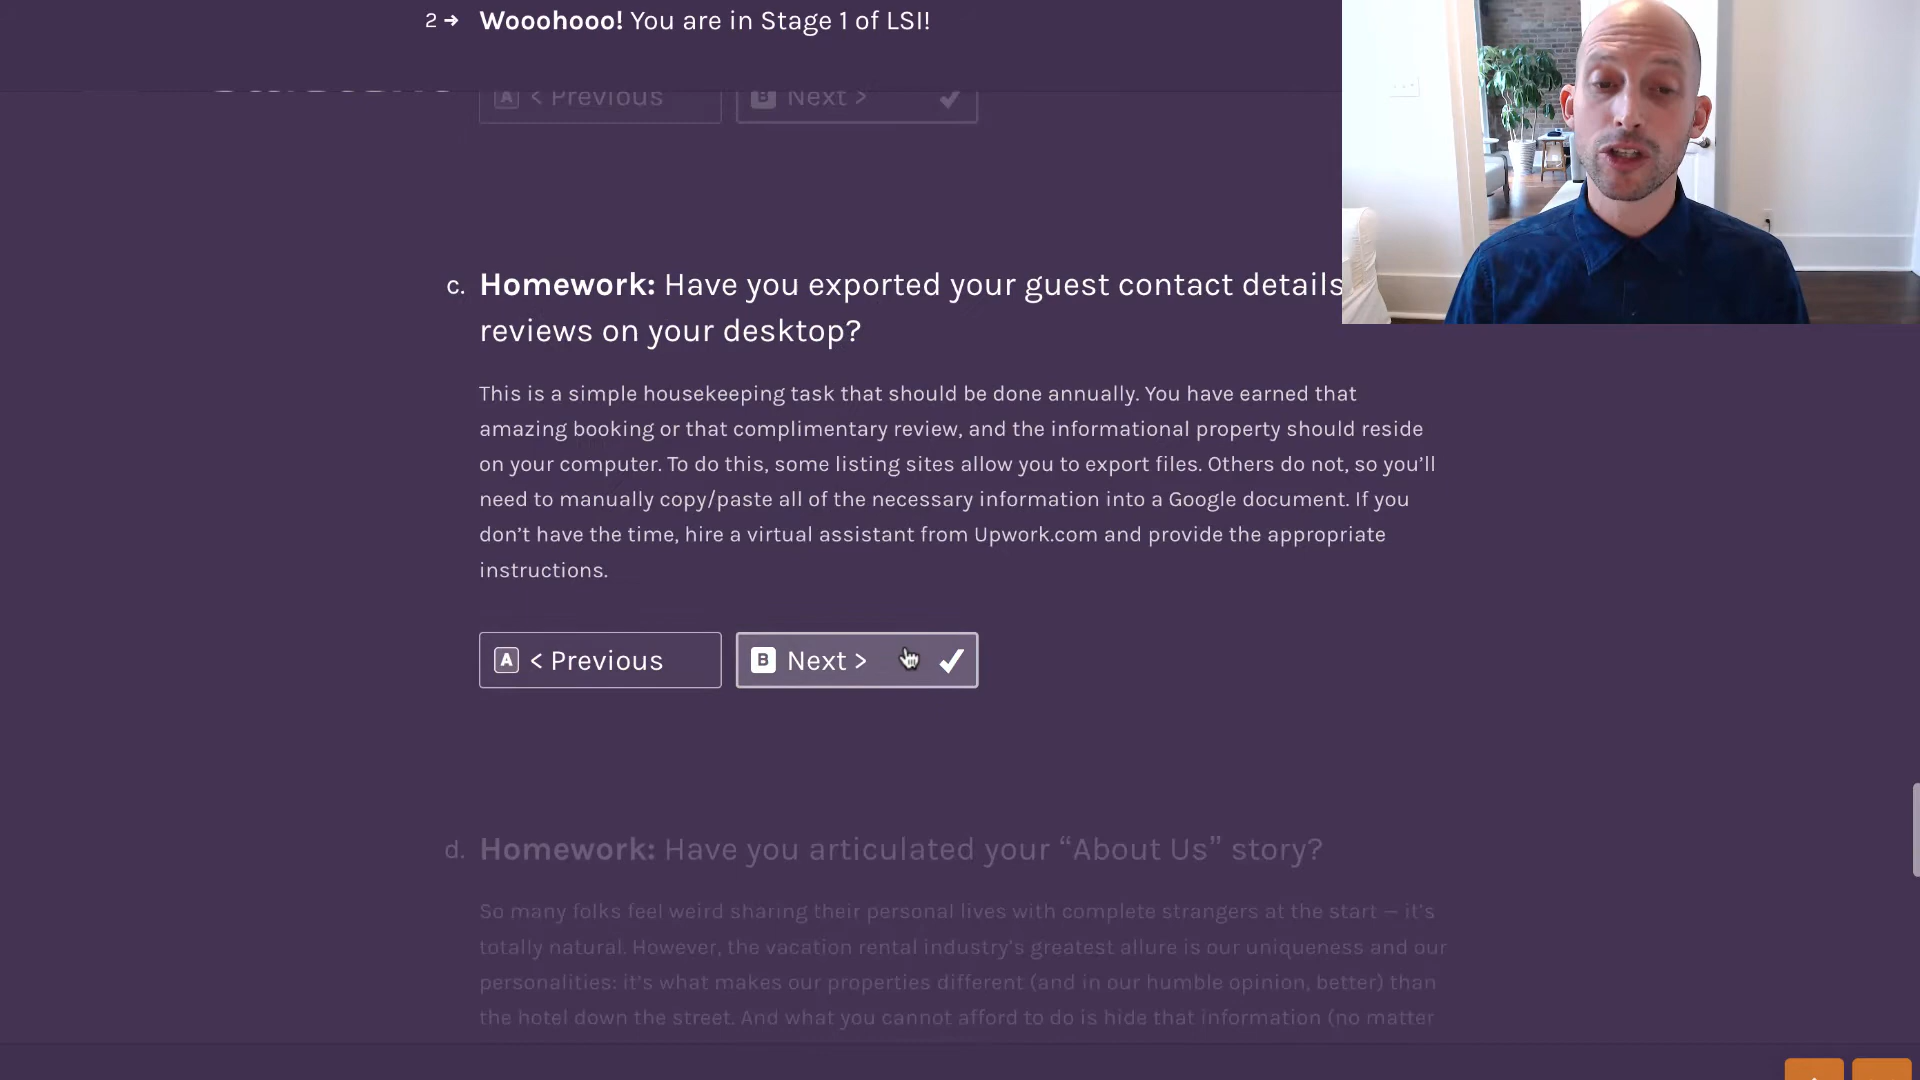 2 → Wooohooo! You are in Stage 1 of LSI!
A < Previous B Next >
c. Homework: Have you exported your guest contact details
reviews on your desktop?
This is a simple housekeeping task that should be done annually. You have earned that
amazing booking or that complimentary review, and the informational property should reside
on your computer. To do this, some listing sites allow you to export files. Others do not, so you’ll
need to manually copy/paste all of the necessary information into a Google document. If you
don’t have the time, hire a virtual assistant from Upwork.com and provide the appropriate
instructions.
A < Previous B Next >
d. Homework: Have you articulated your “About Us” story?
So many folks feel weird sharing their personal lives with complete strangers at the start — it’s
totally natural. However, the vacation rental industry’s greatest allure is our uniqueness and our
personalities: it’s what makes our properties different (and in our humble opinion, better) than
the hotel down the street. And what you cannot afford to do is hide that information (no matter